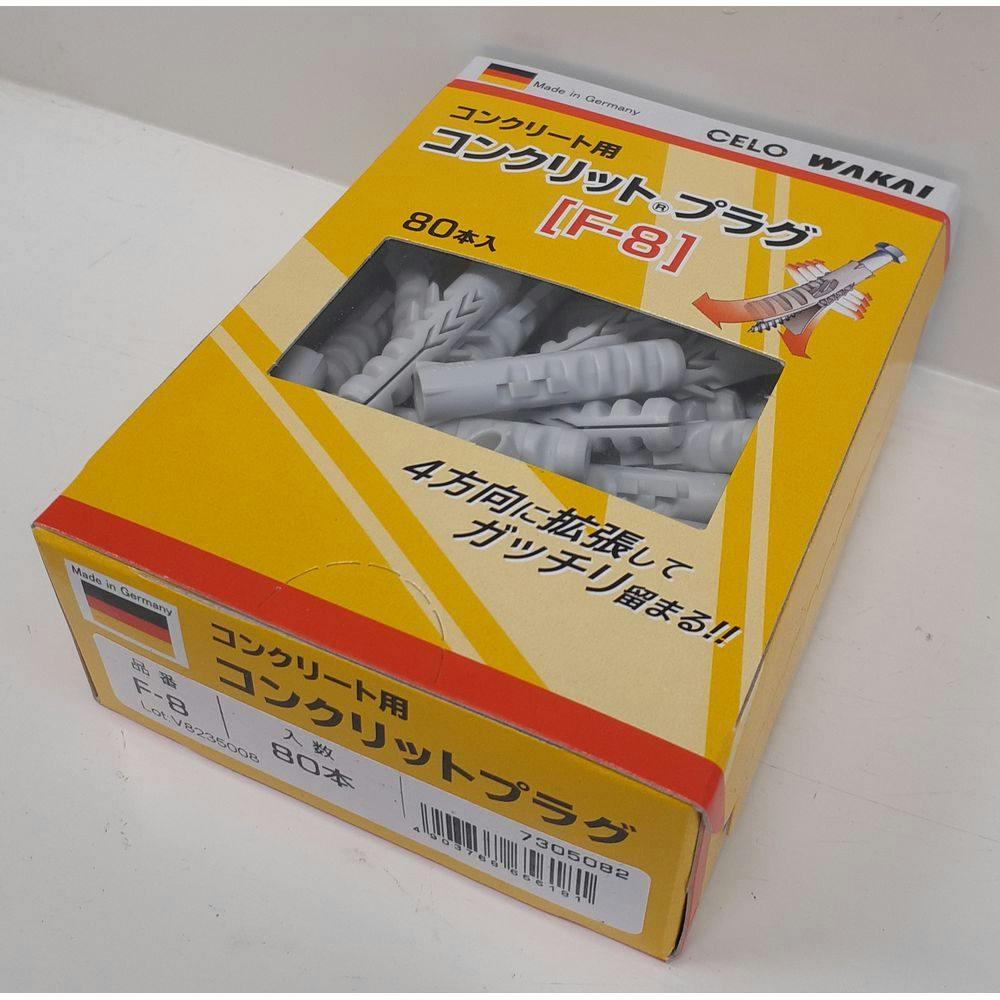 Made in Germany
CELO WAKAI
コンクリート用
コンクリット®プラグ
[F-8]
80本入
4方向に拡張して
ガッチリ留まる!!
Made in Germany
コンクリート用
コンクリットプラグ
品番
F-8
Lot:V8235008
入数
80本
7305082
4903768656181